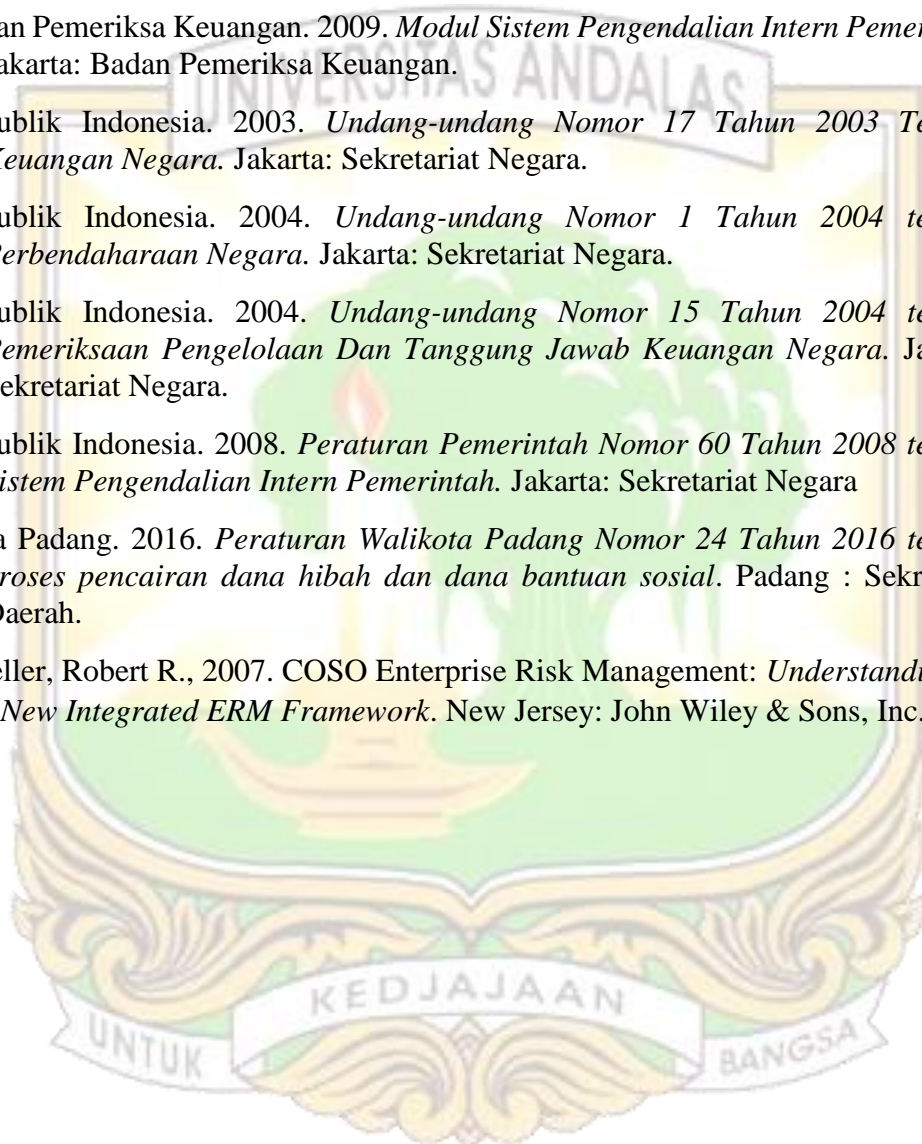 an Pemeriksa Keuangan. 2009. Modul Sistem Pengendalian Intern Pemer
akarta: Badan Pemeriksa Keuangan.
UNIVERSITAS ANDALAS
ublik Indonesia. 2003. Undang-undang Nomor 17 Tahun 2003 Te
Keuangan Negara. Jakarta: Sekretariat Negara.
ublik Indonesia. 2004. Undang-undang Nomor 1 Tahun 2004 te
Perbendaharaan Negara. Jakarta: Sekretariat Negara.
ublik Indonesia. 2004. Undang-undang Nomor 15 Tahun 2004 te
Pemeriksaan Pengelolaan Dan Tanggung Jawab Keuangan Negara. Ja
ekretariat Negara.
ublik Indonesia. 2008. Peraturan Pemerintah Nomor 60 Tahun 2008 te
istem Pengendalian Intern Pemerintah. Jakarta: Sekretariat Negara
a Padang. 2016. Peraturan Walikota Padang Nomor 24 Tahun 2016 te
roses pencairan dana hibah dan dana bantuan sosial. Padang : Sekr
Daerah.
eller, Robert R., 2007. COSO Enterprise Risk Management: Understandi
New Integrated ERM Framework. New Jersey: John Wiley & Sons, Inc.
UNTUK KEDJAJAAN BANGSA